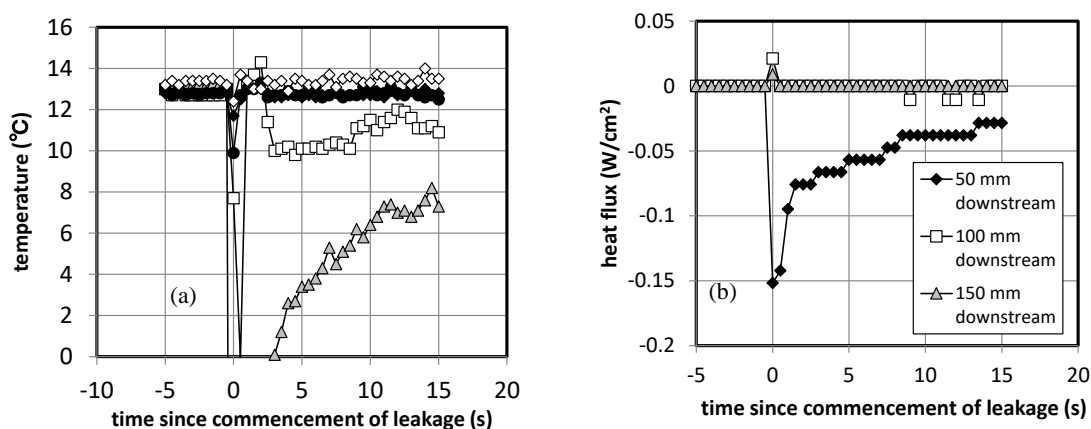 16
14
12
10
8
6
4
2
0
temperature (℃)
(a)
-10 -5 0 5 10 15 20
time since commencement of leakage (s)
0.05
0
-0.05
-0.1
-0.15
-0.2
heat flux (W/cm²)
50 mm
downstream
100 mm
downstream
150 mm
downstream
(b)
-5 0 5 10 15 20
time since commencement of leakage (s)